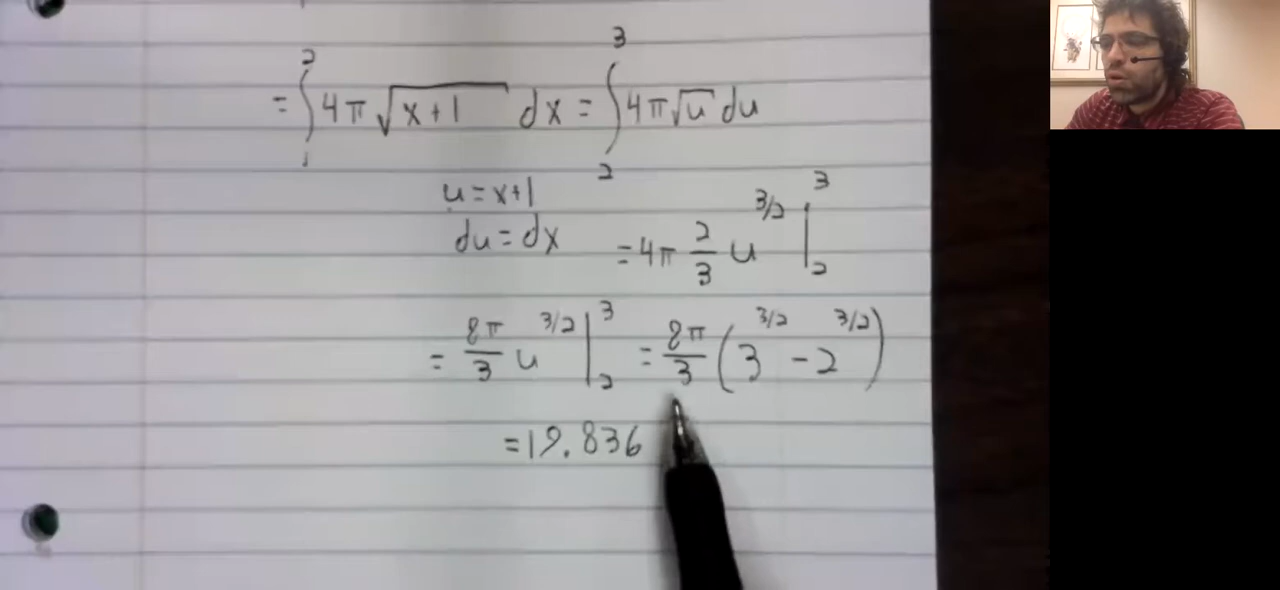 = ∫₁² 4π √(x+1) dx = ∫₂³ 4π √u du
u = x+1
du = dx = 4π 2/3 u^(3/2) |₂³
= 8π/3 u^(3/2) |₂³ = 8π/3 (3^(3/2) - 2^(3/2))
= 19.836